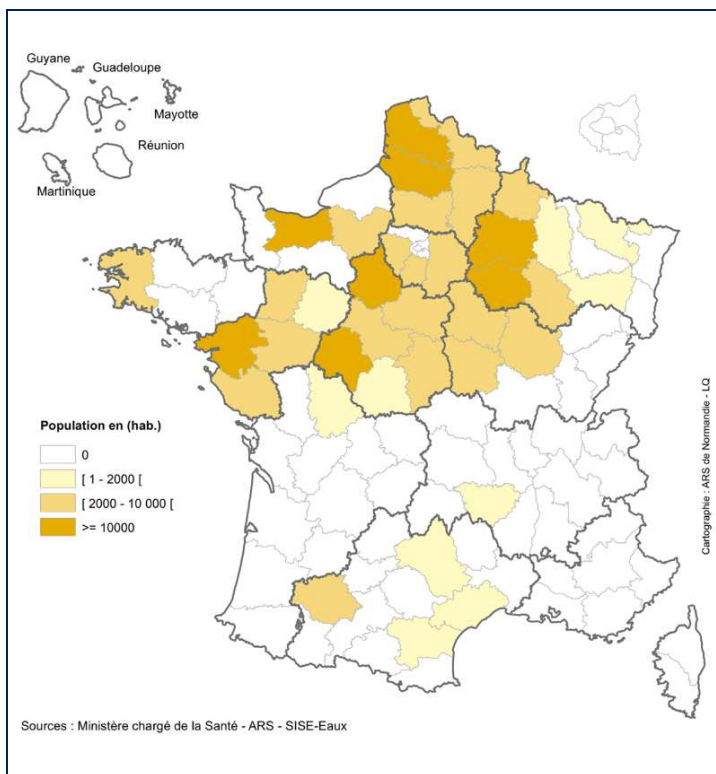 Guyane
Guadeloupe
Mayotte
Réunion
Martinique
Population en (hab.)
0
[ 1 - 2000 [
[ 2000 - 10 000 [
>= 10000
Cartographie : ARS de Normandie - LQ
Sources : Ministère chargé de la Santé - ARS - SISE-Eaux